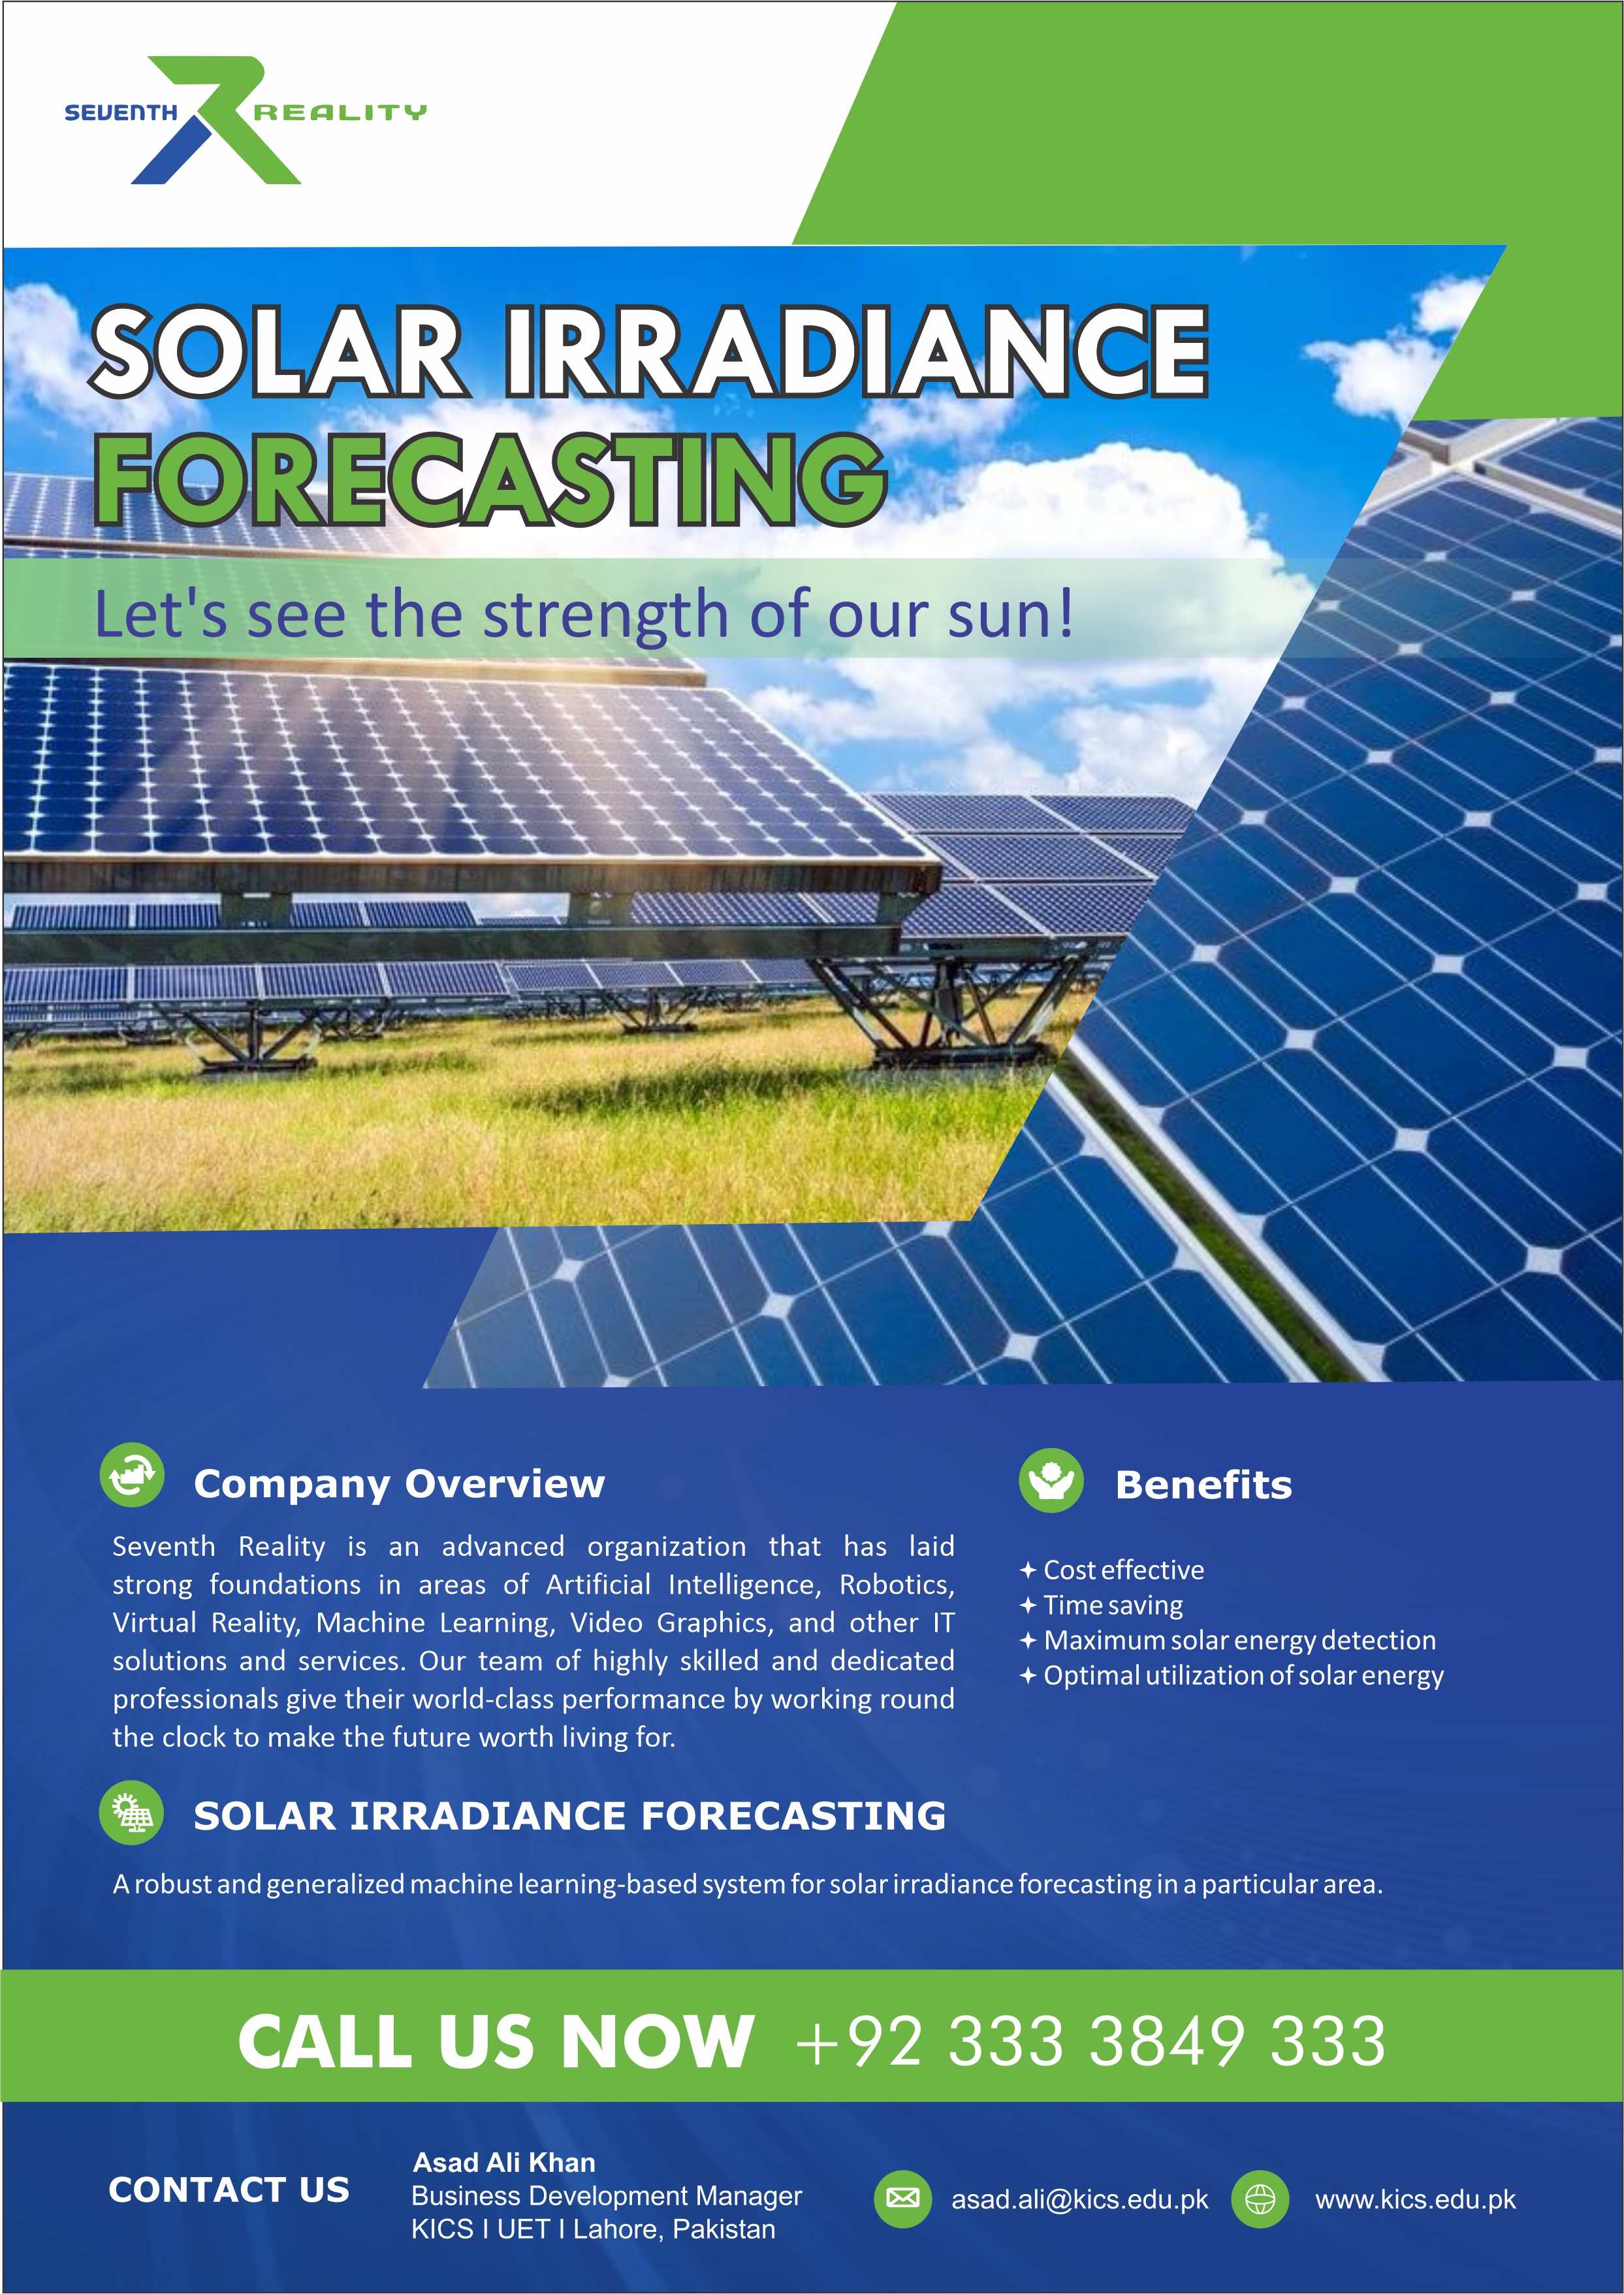 SEVENTH REALITY
SOLAR IRRADIANCE
FORECASTING
Let's see the strength of our sun!
Company Overview
Seventh Reality is an advanced organization that has laid
strong foundations in areas of Artificial Intelligence, Robotics,
Virtual Reality, Machine Learning, Video Graphics, and other IT
solutions and services. Our team of highly skilled and dedicated
professionals give their world-class performance by working round
the clock to make the future worth living for.
Benefits
Cost effective
Time saving
Maximum solar energy detection
Optimal utilization of solar energy
SOLAR IRRADIANCE FORECASTING
A robust and generalized machine learning-based system for solar irradiance forecasting in a particular area.
CALL US NOW +92 333 3849 333
CONTACT US
Asad Ali Khan
Business Development Manager
KICS I UET I Lahore, Pakistan
asad.ali@kics.edu.pk
www.kics.edu.pk